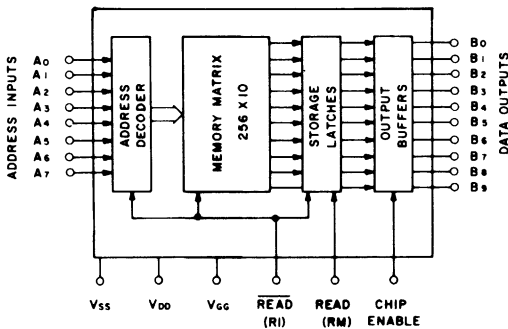 ADDRESS INPUTS
A0
A1
A2
A3
A4
A5
A6
A7
ADDRESS
DECODER
MEMORY MATRIX
256 X 10
STORAGE
LATCHES
OUTPUT
BUFFERS
B0
B1
B2
B3
B4
B5
B6
B7
B8
B9
DATA OUTPUTS
VSS
VDD
VGG
READ
(RI)
READ
(RM)
CHIP
ENABLE